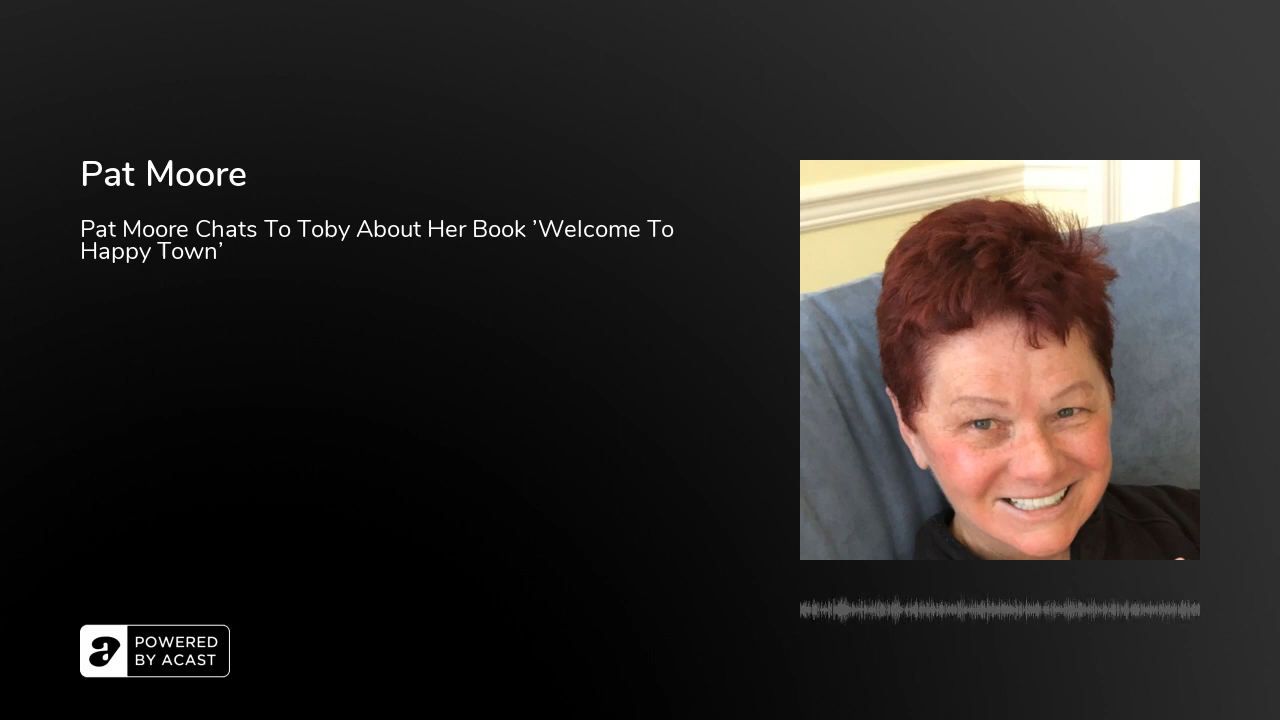 Pat Moore
Pat Moore Chats To Toby About Her Book ’Welcome To
Happy Town’
POWERED
BY ACAST